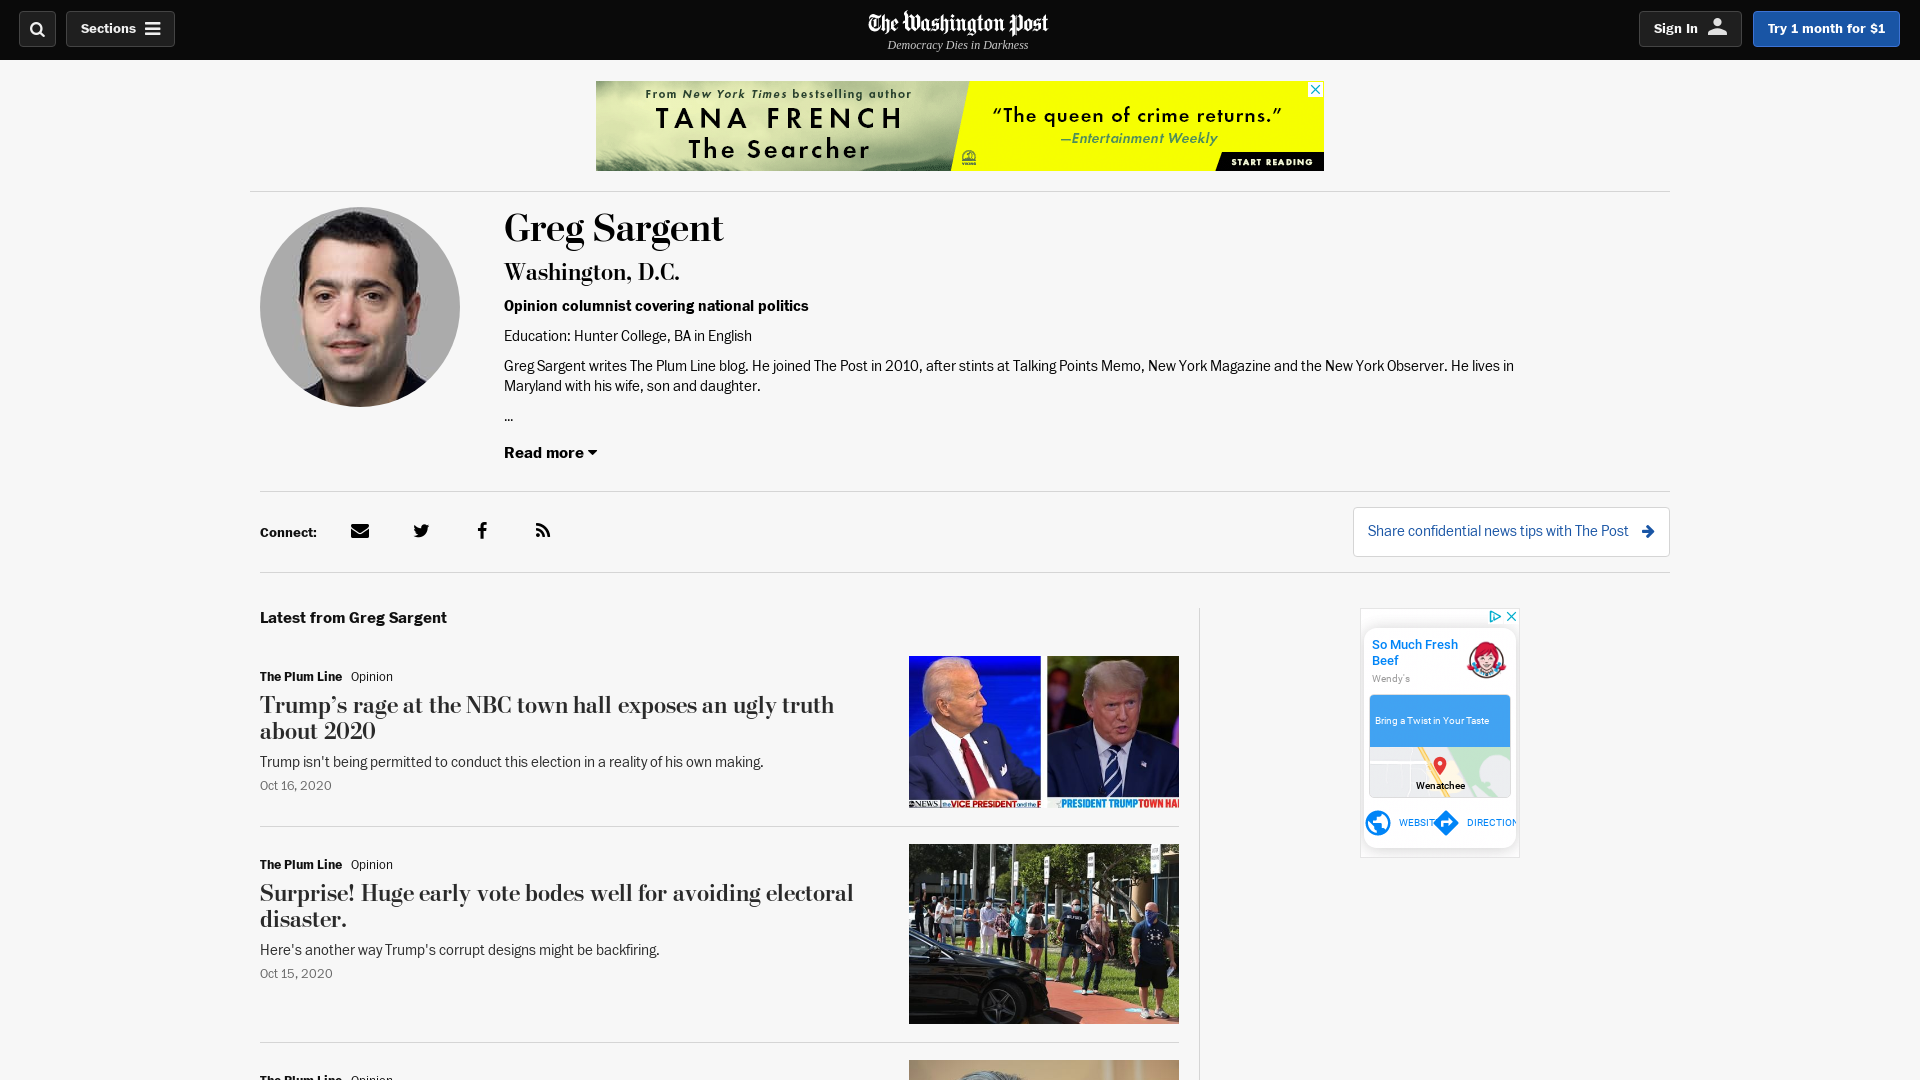 Sections
The Washington Post
Democracy Dies in Darkness
Sign In
Try 1 month for $1
From New York Times bestselling author
TANA FRENCH
The Searcher
“The queen of crime returns.”
—Entertainment Weekly
START READING
Greg Sargent
Washington, D.C.
Opinion columnist covering national politics
Education: Hunter College, BA in English
Greg Sargent writes The Plum Line blog. He joined The Post in 2010, after stints at Talking Points Memo, New York Magazine and the New York Observer. He lives in
Maryland with his wife, son and daughter.
...
Read more
Connect:
Share confidential news tips with The Post
Latest from Greg Sargent
The Plum Line Opinion
Trump’s rage at the NBC town hall exposes an ugly truth
about 2020
Trump isn't being permitted to conduct this election in a reality of his own making.
Oct 16, 2020
NEWS the VICE PRESIDENT and the P
PRESIDENT TRUMP TOWN HA
So Much Fresh
Beef
Wendy's
Bring a Twist in Your Taste
Wenatchee
WEBSIT
DIRECTION
The Plum Line Opinion
Surprise! Huge early vote bodes well for avoiding electoral
disaster.
Here's another way Trump's corrupt designs might be backfiring.
Oct 15, 2020
The Plum Line Opinion